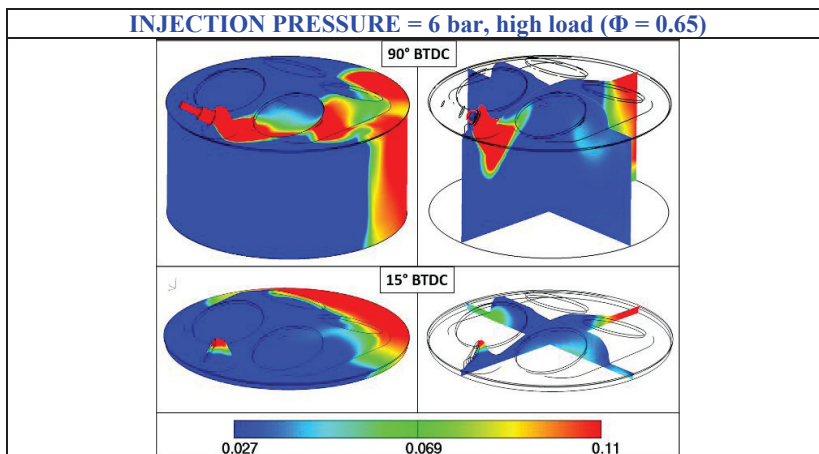 INJECTION PRESSURE = 6 bar, high load (Φ = 0.65)
90° BTDC
15° BTDC
0.027 0.069 0.11